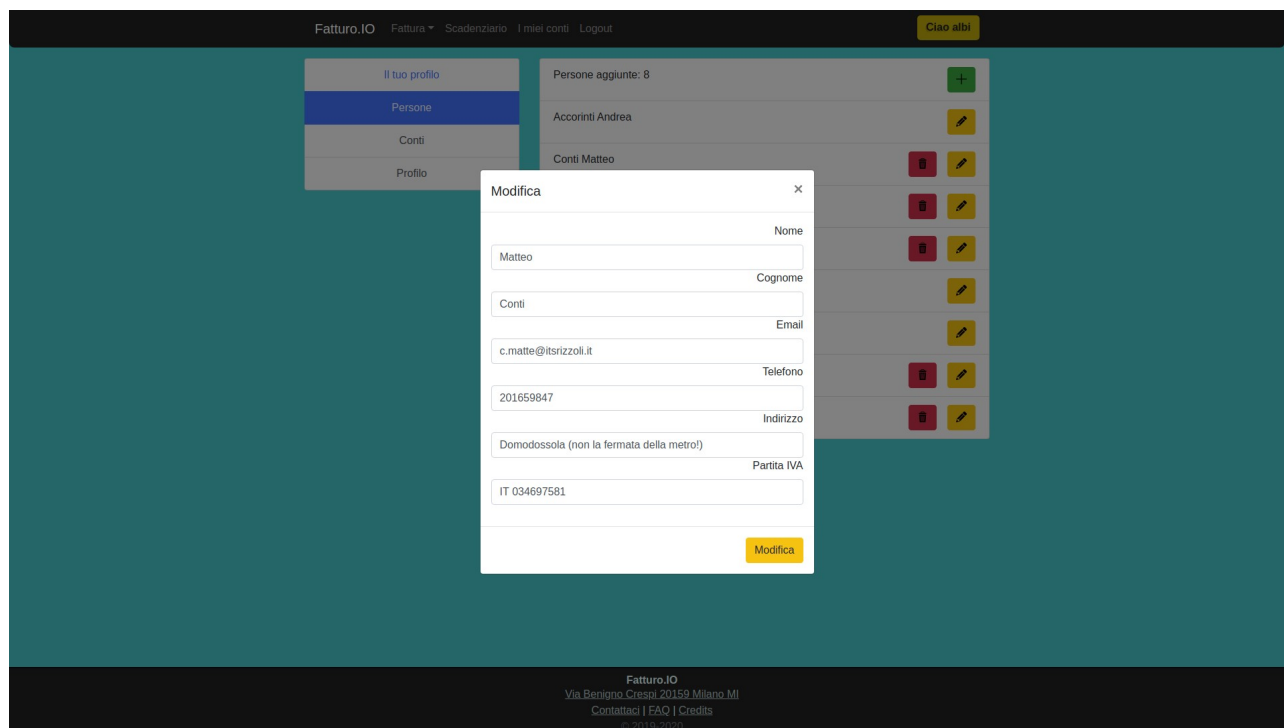 Fatturo.IO Fattura Scadenziario I miei conti Logout Ciao albi
Il tuo profilo
Persone
Conti
Profilo
Persone aggiunte: 8
Accorinti Andrea
Conti Matteo
Modifica ×
Nome
Matteo
Cognome
Conti
Email
c.matte@itsrizzoli.it
Telefono
201659847
Indirizzo
Domodossola (non la fermata della metro!)
Partita IVA
IT 034697581
Modifica
Fatturo.IO
Via Benigno Crespi 20159 Milano MI
Contattaci | FAQ | Credits
© 2019-2020